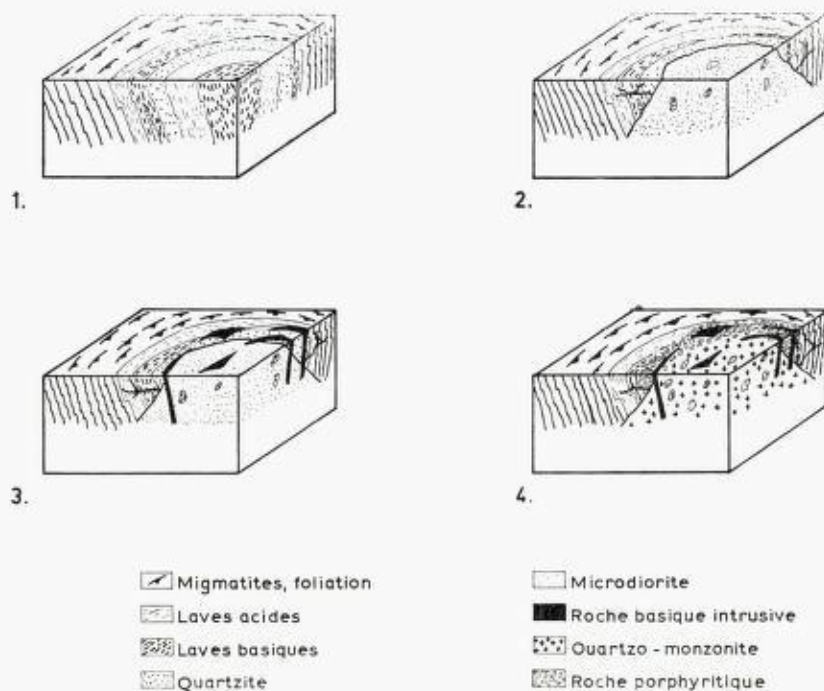 1.
2.
3.
4.
Migmatites, foliation
Laves acides
Laves basiques
Quartzite
Microdiorite
Roche basique intrusive
Quartzo - monzonite
Roche porphyritique